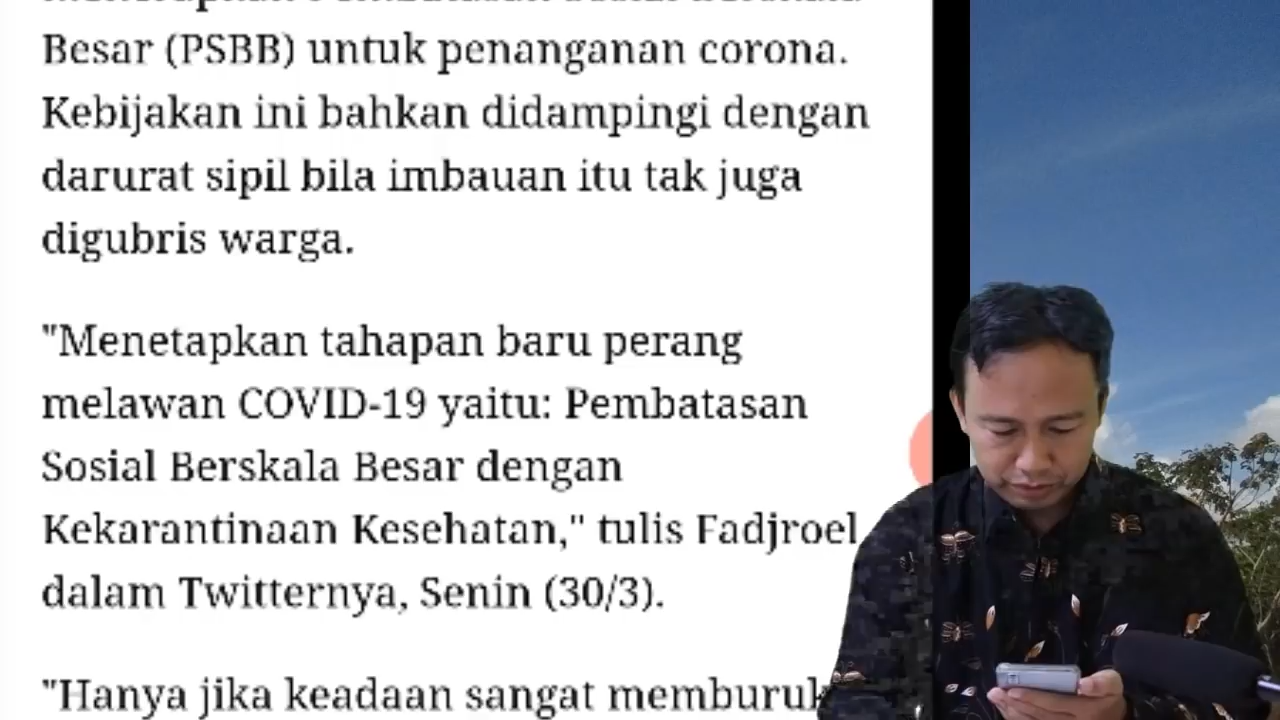 Besar (PSBB) untuk penanganan corona.
Kebijakan ini bahkan didampingi dengan
darurat sipil bila imbauan itu tak juga
digubris warga.
"Menetapkan tahapan baru perang
melawan COVID-19 yaitu: Pembatasan
Sosial Berskala Besar dengan
Kekarantinaan Kesehatan," tulis Fadjroel
dalam Twitternya, Senin (30/3).
"Hanya jika keadaan sangat memburuk